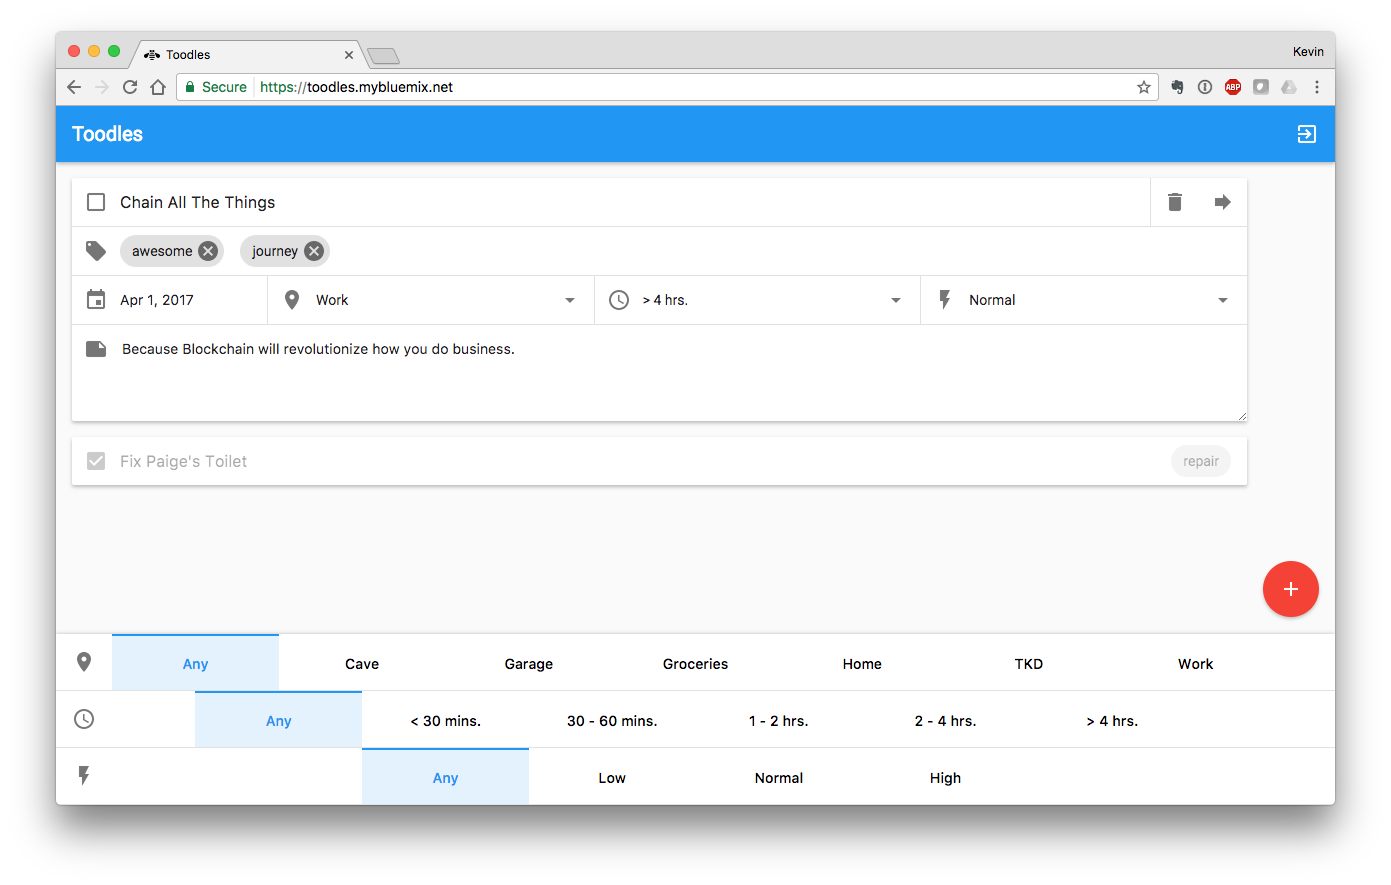 Toodles
Kevin
Secure https://toodles.mybluemix.net
ABP
Toodles
Chain All The Things
awesome journey
Apr 1, 2017 Work > 4 hrs. Normal
Because Blockchain will revolutionize how you do business.
Fix Paige's Toilet repair
Any Cave Garage Groceries Home TKD Work
Any < 30 mins. 30 - 60 mins. 1 - 2 hrs. 2 - 4 hrs. > 4 hrs.
Any Low Normal High